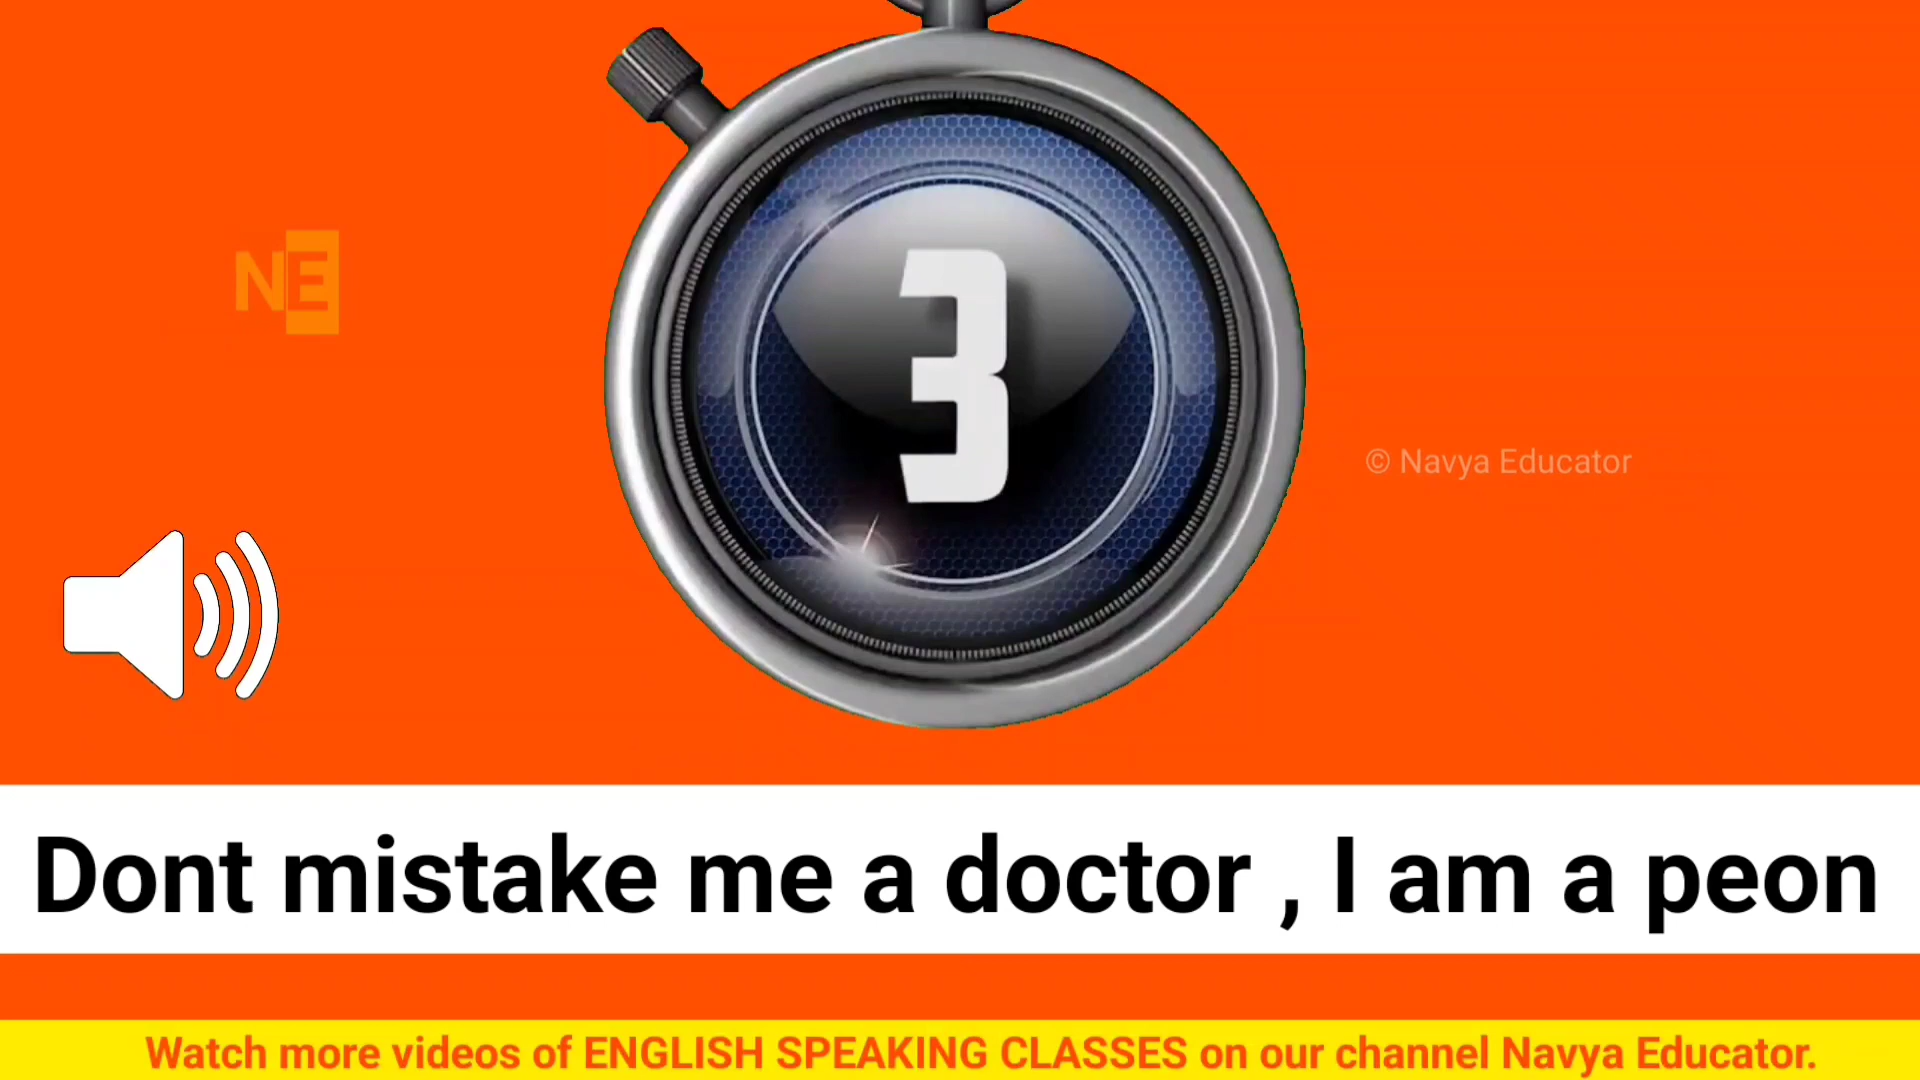 3
NE
© Navya Educator
Dont mistake me a doctor , I am a peon
Watch more videos of ENGLISH SPEAKING CLASSES on our channel Navya Educator.